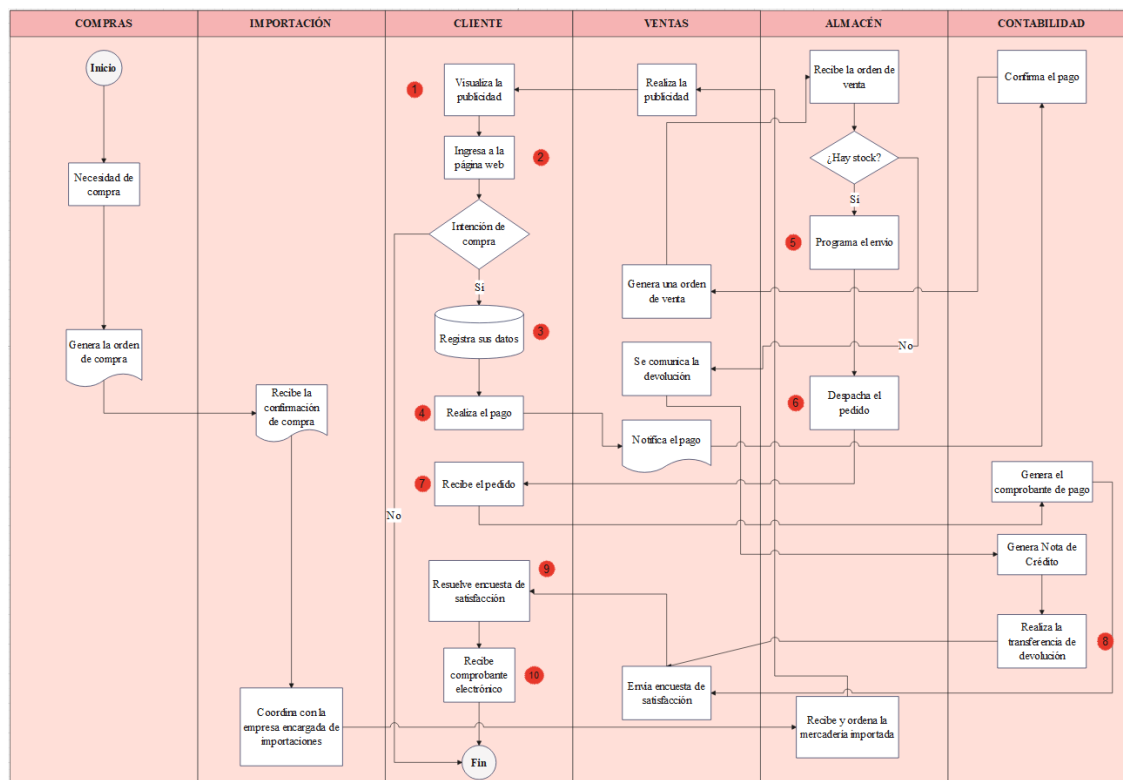 COMPRAS
IMPORTACIÓN
CLIENTE
VENTAS
ALMACÉN
CONTABILIDAD
Inicio
Necesidad de
compra
Genera la orden
de compra
Recibe la
confirmación
de compra
Coordina con la
empresa encargada de
importaciones
1
Visualiza la
publicidad
2
Ingresa a la
página web
Intención de
compra
Si
No
3
Registra sus datos
4
Realiza el pago
7
Recibe el pedido
9
Resuelve encuesta de
satisfacción
10
Recibe
comprobante
electrónico
Fin
Realiza la
publicidad
Genera una orden
de venta
Se comunica la
devolución
Notifica el pago
Envía encuesta de
satisfacción
Recibe la orden de
venta
¿Hay stock?
Si
No
5
Programa el envio
6
Despacha el
pedido
Recibe y ordena la
mercadería importada
Confirma el pago
Genera el
comprobante de pago
Genera Nota de
Crédito
8
Realiza la
transferencia de
devolución